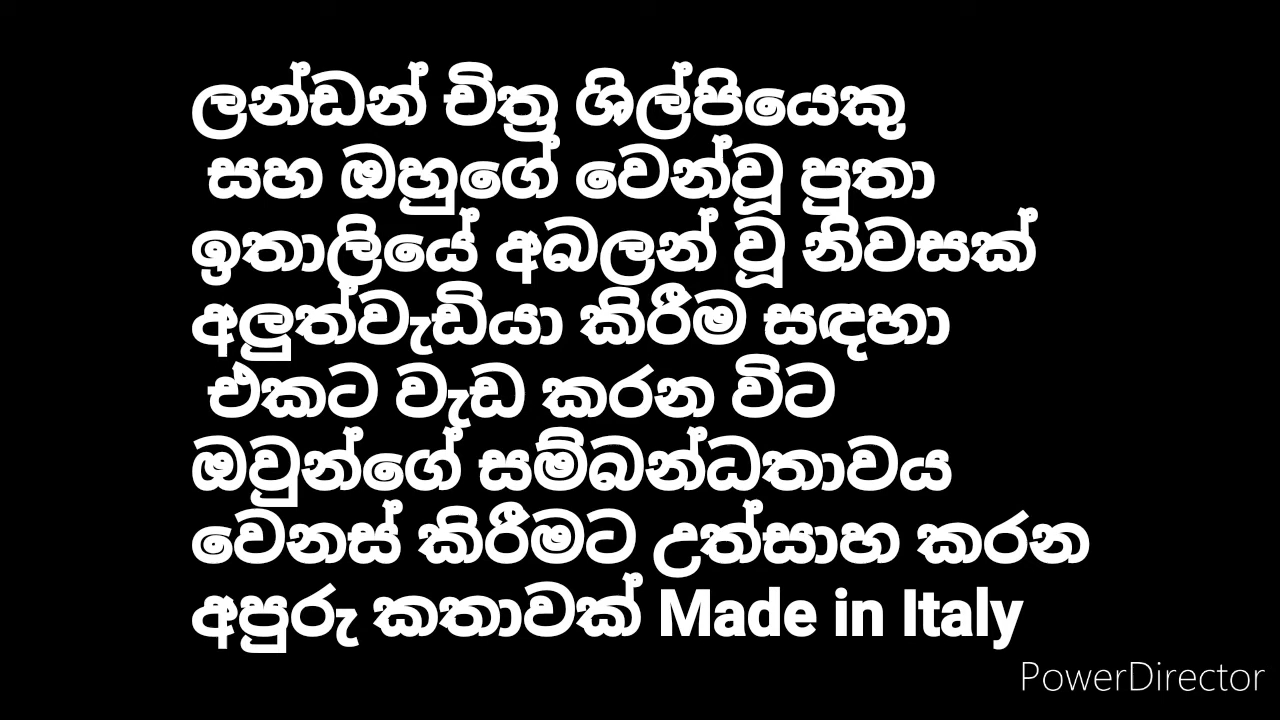 ලන්ඩන් චිත්‍ර ශිල්පියෙකු
සහ ඔහුගේ වෙන්වූ පුතා
ඉතාලියේ අබලන් වූ නිවසක්
අලුත්වැඩියා කිරීම සඳහා
එකට වැඩ කරන විට
ඔවුන්ගේ සම්බන්ධතාවය
වෙනස් කිරීමට උත්සාහ කරන
අපුරු කතාවක් Made in Italy
PowerDirector